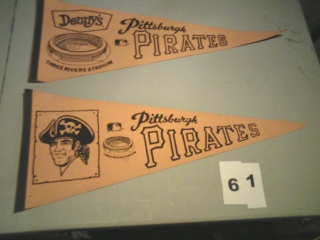 Denny's
Pittsburgh
PIRATES
THREE RIVERS STADIUM
Pittsburgh
PIRATES
61